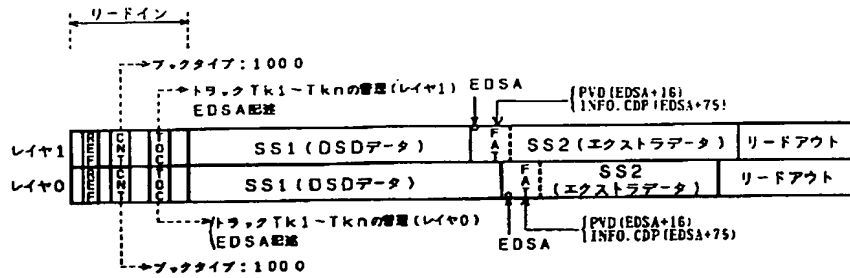 リードイン
ブックタイプ：1000
トラックTk1～Tknの管理(レイヤ1)
EDSA記述
EDSA
PVD(EDSA+16)
INFO.CDP(EDSA+75)
レイヤ1
REF
CNT
TOC
SS1(DSDデータ)
FAT
SS2(エクストラデータ)
リードアウト
レイヤ0
REF
CNT
TOC
SS1(DSDデータ)
FAT
SS2
(エクストラデータ)
リードアウト
トラックTk1～Tknの管理(レイヤ0)
EDSA記述
EDSA
PVD(EDSA+16)
INFO.CDP(EDSA+75)
ブックタイプ：1000